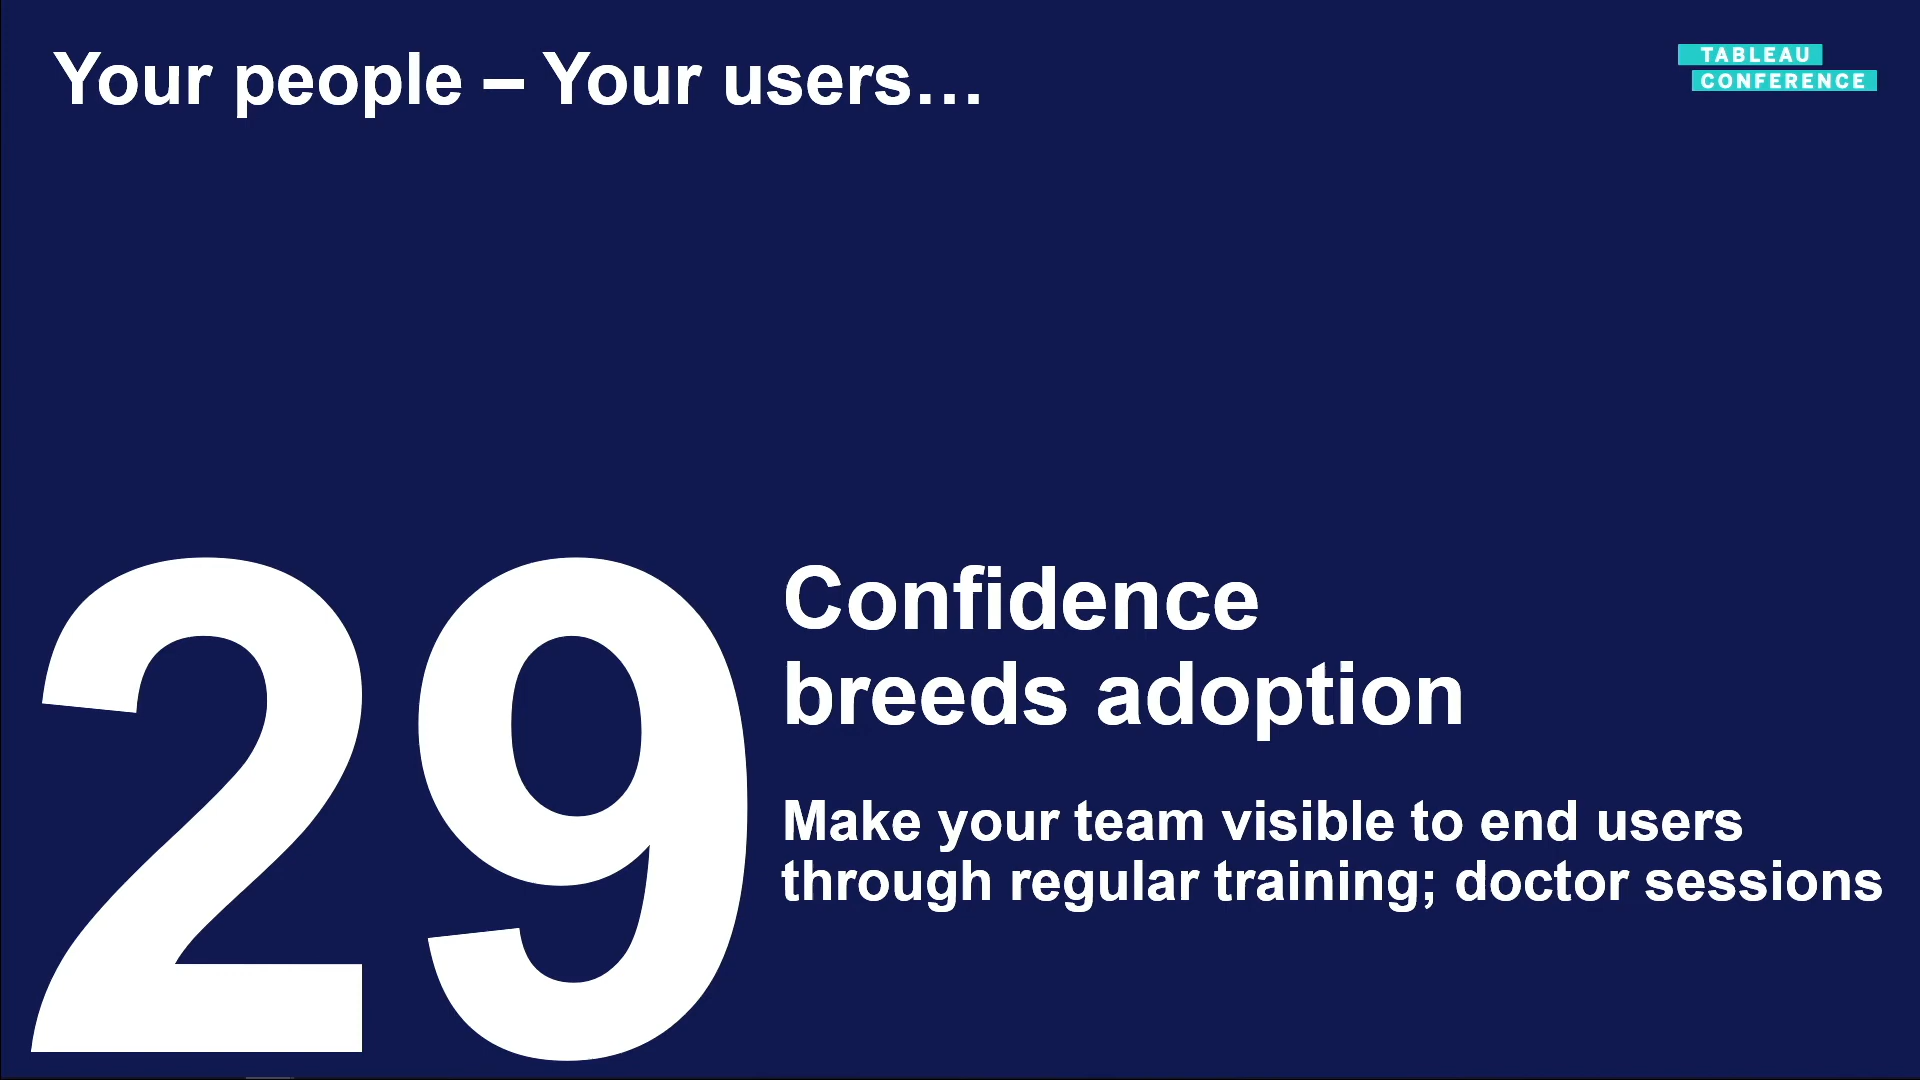 Your people – Your users…
TABLEAU
CONFERENCE
29
Confidence
breeds adoption
Make your team visible to end users
through regular training; doctor sessions